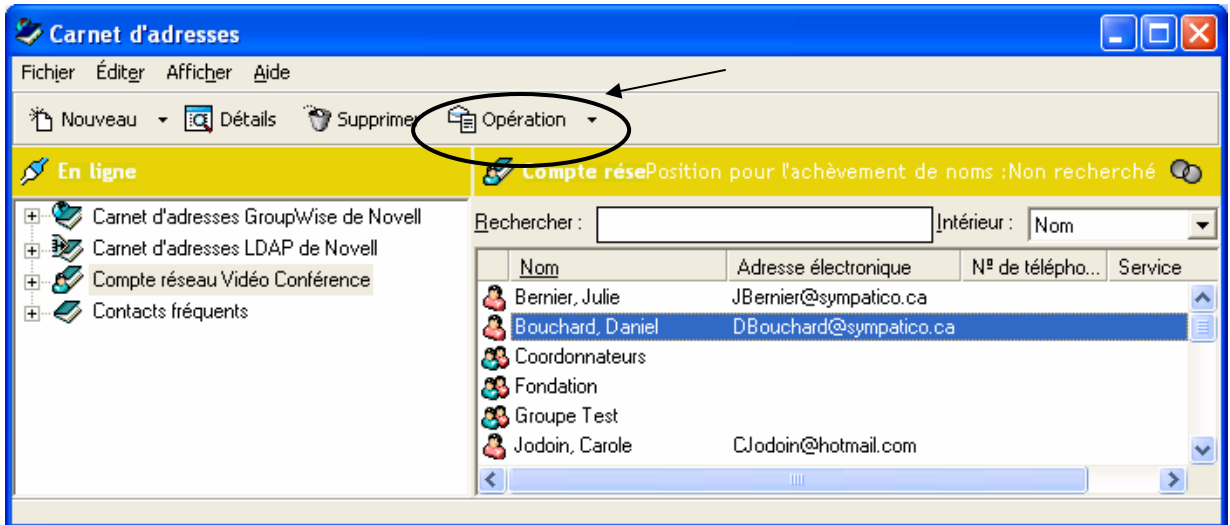 Carnet d'adresses
Fichier Éditer Afficher Aide
Nouveau Détails Supprimer Opération
En ligne
Compte résePosition pour l'achèvement de noms :Non recherché
Carnet d'adresses GroupWise de Novell
Carnet d'adresses LDAP de Novell
Compte réseau Vidéo Conférence
Contacts fréquents
Rechercher : Intérieur : Nom
Nom Adresse électronique Nº de télépho... Service
Bernier, Julie JBernier@sympatico.ca
Bouchard, Daniel DBouchard@sympatico.ca
Coordonnateurs
Fondation
Groupe Test
Jodoin, Carole CJodoin@hotmail.com